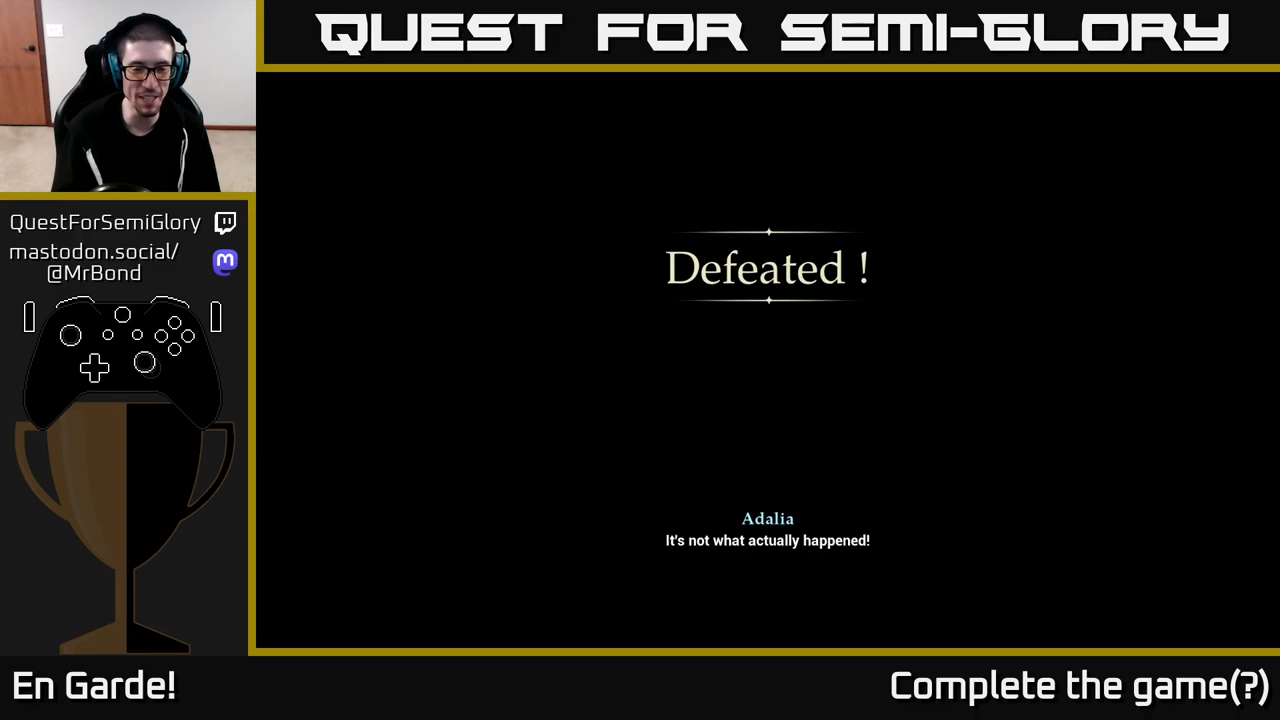 QUEST FOR SEMI-GLORY
QuestForSemiGlory
mastodon.social/
@MrBond
Defeated !
Adalia
It's not what actually happened!
En Garde!
Complete the game(?)